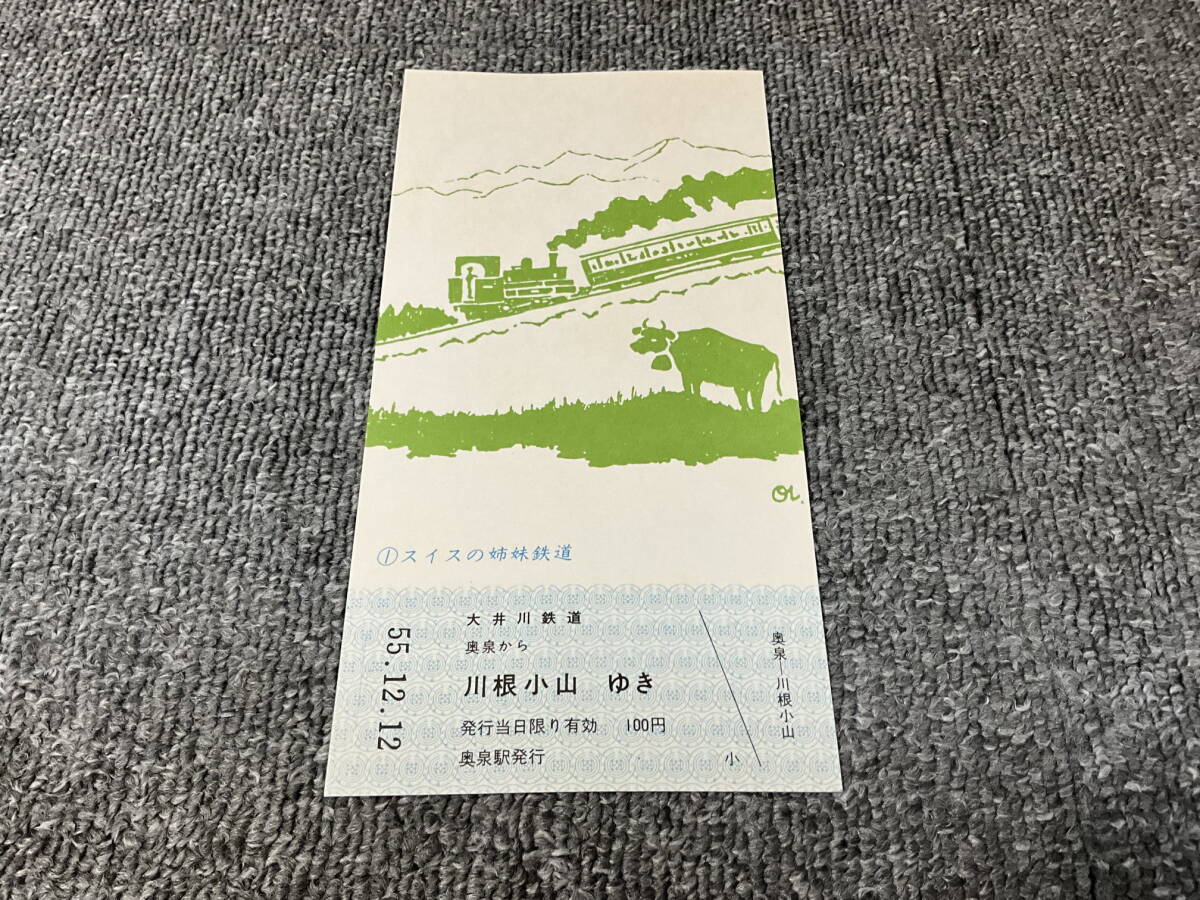 OL.
①スイスの姉妹鉄道
大井川鉄道
奥泉から
川根小山 ゆき
発行当日限り有効 100円
奥泉駅発行
小
奥泉―川根小山
55.12.12